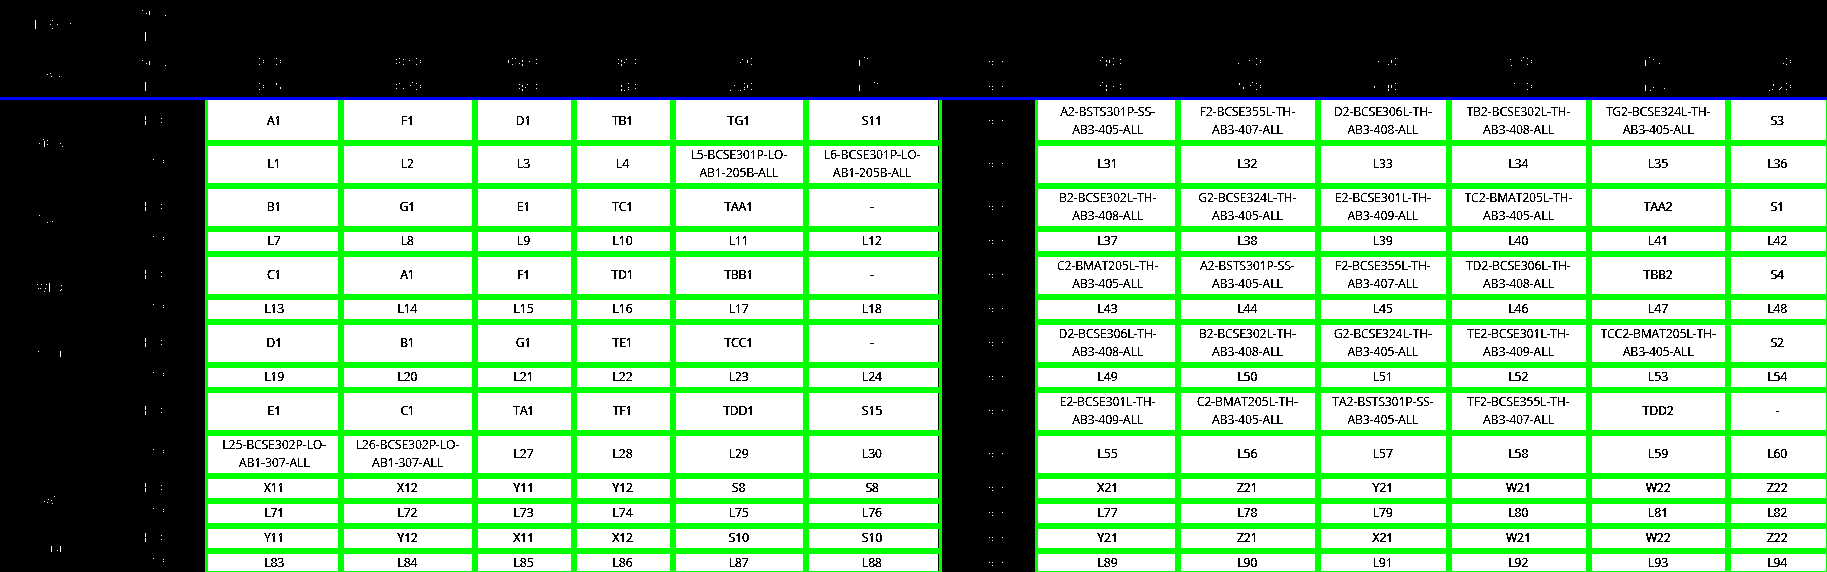 A1 F1 D1 TB1 TG1 S11 A2-BSTS301P-SS- F2-BCSE355L-TH- D2-BCSE306L-TH- TB2-BCSE302L-TH- TG2-BCSE324L-TH- S3
AB3-405-ALL AB3-407-ALL AB3-408-ALL AB3-408-ALL AB3-405-ALL
L1 L2 L3 L4 L5-BCSE301P-LO- L6-BCSE301P-LO- L31 L32 L33 L34 L35 L36
AB1-205B-ALL AB1-205B-ALL
B1 G1 E1 TC1 TAA1 - B2-BCSE302L-TH- G2-BCSE324L-TH- E2-BCSE301L-TH- TC2-BMAT205L-TH- TAA2 S1
AB3-408-ALL AB3-405-ALL AB3-409-ALL AB3-405-ALL
L7 L8 L9 L10 L11 L12 L37 L38 L39 L40 L41 L42
C1 A1 F1 TD1 TBB1 - C2-BMAT205L-TH- A2-BSTS301P-SS- F2-BCSE355L-TH- TD2-BCSE306L-TH- TBB2 S4
AB3-405-ALL AB3-405-ALL AB3-407-ALL AB3-408-ALL
L13 L14 L15 L16 L17 L18 L43 L44 L45 L46 L47 L48
D1 B1 G1 TE1 TCC1 - D2-BCSE306L-TH- B2-BCSE302L-TH- G2-BCSE324L-TH- TE2-BCSE301L-TH- TCC2-BMAT205L-TH- S2
AB3-408-ALL AB3-408-ALL AB3-405-ALL AB3-409-ALL AB3-405-ALL
L19 L20 L21 L22 L23 L24 L49 L50 L51 L52 L53 L54
E1 C1 TA1 TF1 TDD1 S15 E2-BCSE301L-TH- C2-BMAT205L-TH- TA2-BSTS301P-SS- TF2-BCSE355L-TH- TDD2 -
AB3-409-ALL AB3-405-ALL AB3-405-ALL AB3-407-ALL
L25-BCSE302P-LO- L26-BCSE302P-LO- L27 L28 L29 L30 L55 L56 L57 L58 L59 L60
AB1-307-ALL AB1-307-ALL
X11 X12 Y11 Y12 S8 S8 X21 Z21 Y21 W21 W22 Z22
L71 L72 L73 L74 L75 L76 L77 L78 L79 L80 L81 L82
Y11 Y12 X11 X12 S10 S10 Y21 Z21 X21 W21 W22 Z22
L83 L84 L85 L86 L87 L88 L89 L90 L91 L92 L93 L94